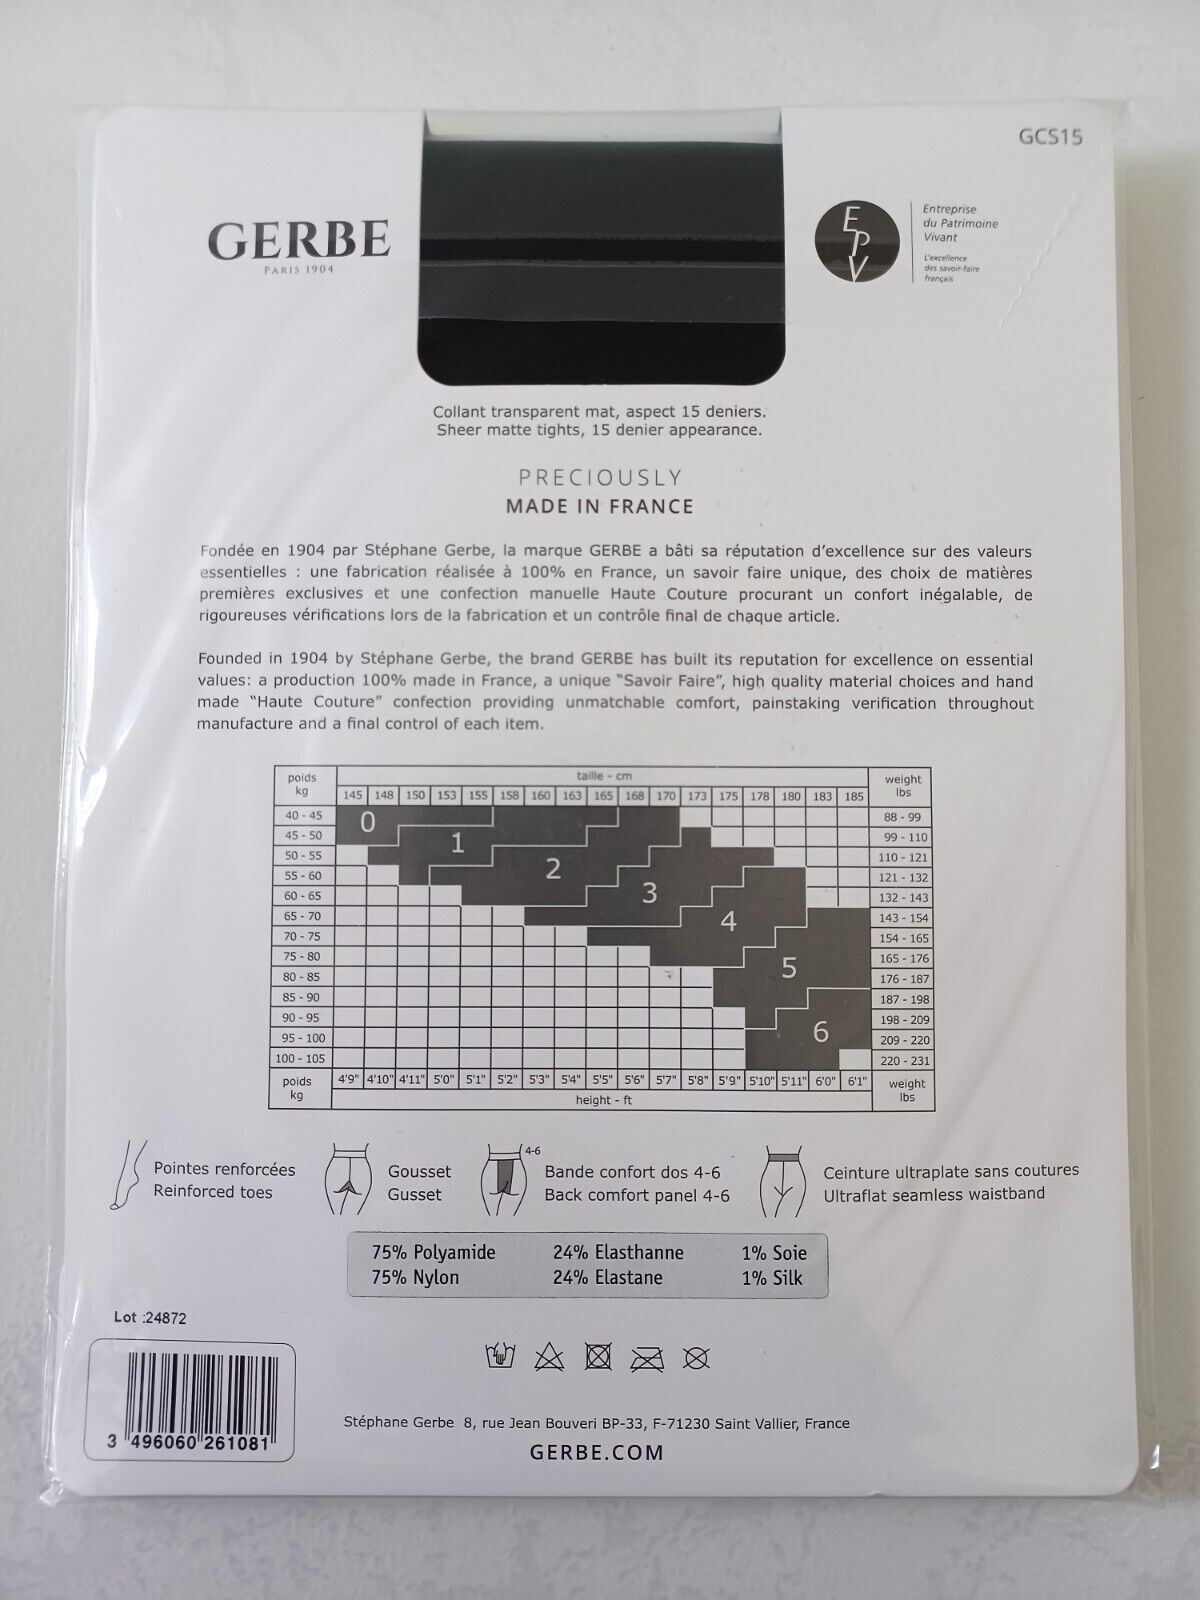 GCS15
GERBE
PARIS 1904
E
P
V
Entreprise
du Patrimoine
Vivant
L'excellence
des savoir-faire
français
Collant transparent mat, aspect 15 deniers.
Sheer matte tights, 15 denier appearance.
PRECIOUSLY
MADE IN FRANCE
Fondée en 1904 par Stéphane Gerbe, la marque GERBE a bâti sa réputation d'excellence sur des valeurs
essentielles : une fabrication réalisée à 100% en France, un savoir faire unique, des choix de matières
premières exclusives et une confection manuelle Haute Couture procurant un confort inégalable, de
rigoureuses vérifications lors de la fabrication et un contrôle final de chaque article.
Founded in 1904 by Stéphane Gerbe, the brand GERBE has built its reputation for excellence on essential
values: a production 100% made in France, a unique “Savoir Faire”, high quality material choices and hand
made “Haute Couture” confection providing unmatchable comfort, painstaking verification throughout
manufacture and a final control of each item.
poids
kg
taille - cm
weight
lbs
145 148 150 153 155 158 160 163 165 168 170 173 175 178 180 183 185
40 - 45 88 - 99
45 - 50 99 - 110
50 - 55 110 - 121
55 - 60 121 - 132
60 - 65 132 - 143
65 - 70 143 - 154
70 - 75 154 - 165
75 - 80 165 - 176
80 - 85 176 - 187
85 - 90 187 - 198
90 - 95 198 - 209
95 - 100 209 - 220
100 - 105 220 - 231
0
1
2
3
4
5
6
poids
kg
4'9" 4'10" 4'11" 5'0" 5'1" 5'2" 5'3" 5'4" 5'5" 5'6" 5'7" 5'8" 5'9" 5'10" 5'11" 6'0" 6'1"
height - ft
weight
lbs
Pointes renforcées
Reinforced toes
Gousset
Gusset
4-6
Bande confort dos 4-6
Back comfort panel 4-6
Ceinture ultraplate sans coutures
Ultraflat seamless waistband
75% Polyamide 24% Elasthanne 1% Soie
75% Nylon 24% Elastane 1% Silk
Lot :24872
3 496060 261081
Stéphane Gerbe 8, rue Jean Bouveri BP-33, F-71230 Saint Vallier, France
GERBE.COM